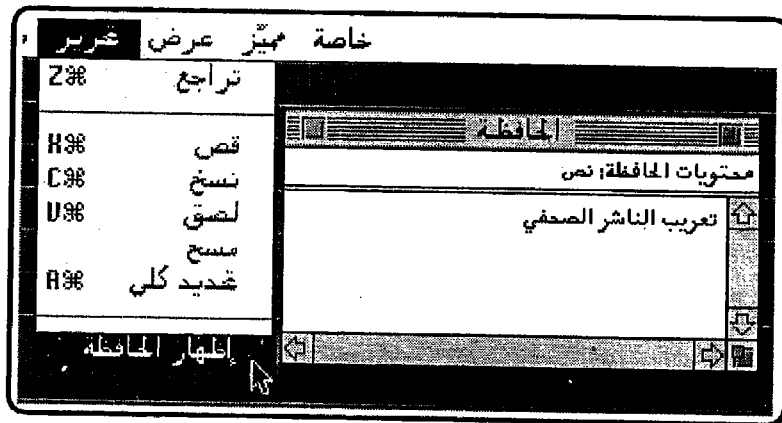 تحرير عرض مميّز خاصة
تراجع ⌘Z
قص ⌘X
نسخ ⌘C
لصق ⌘V
مسح
تحديد كلي ⌘A
إظهار الحافظة
الحافظة
محتويات الحافظة: نص
تعريب الناشر الصحفي